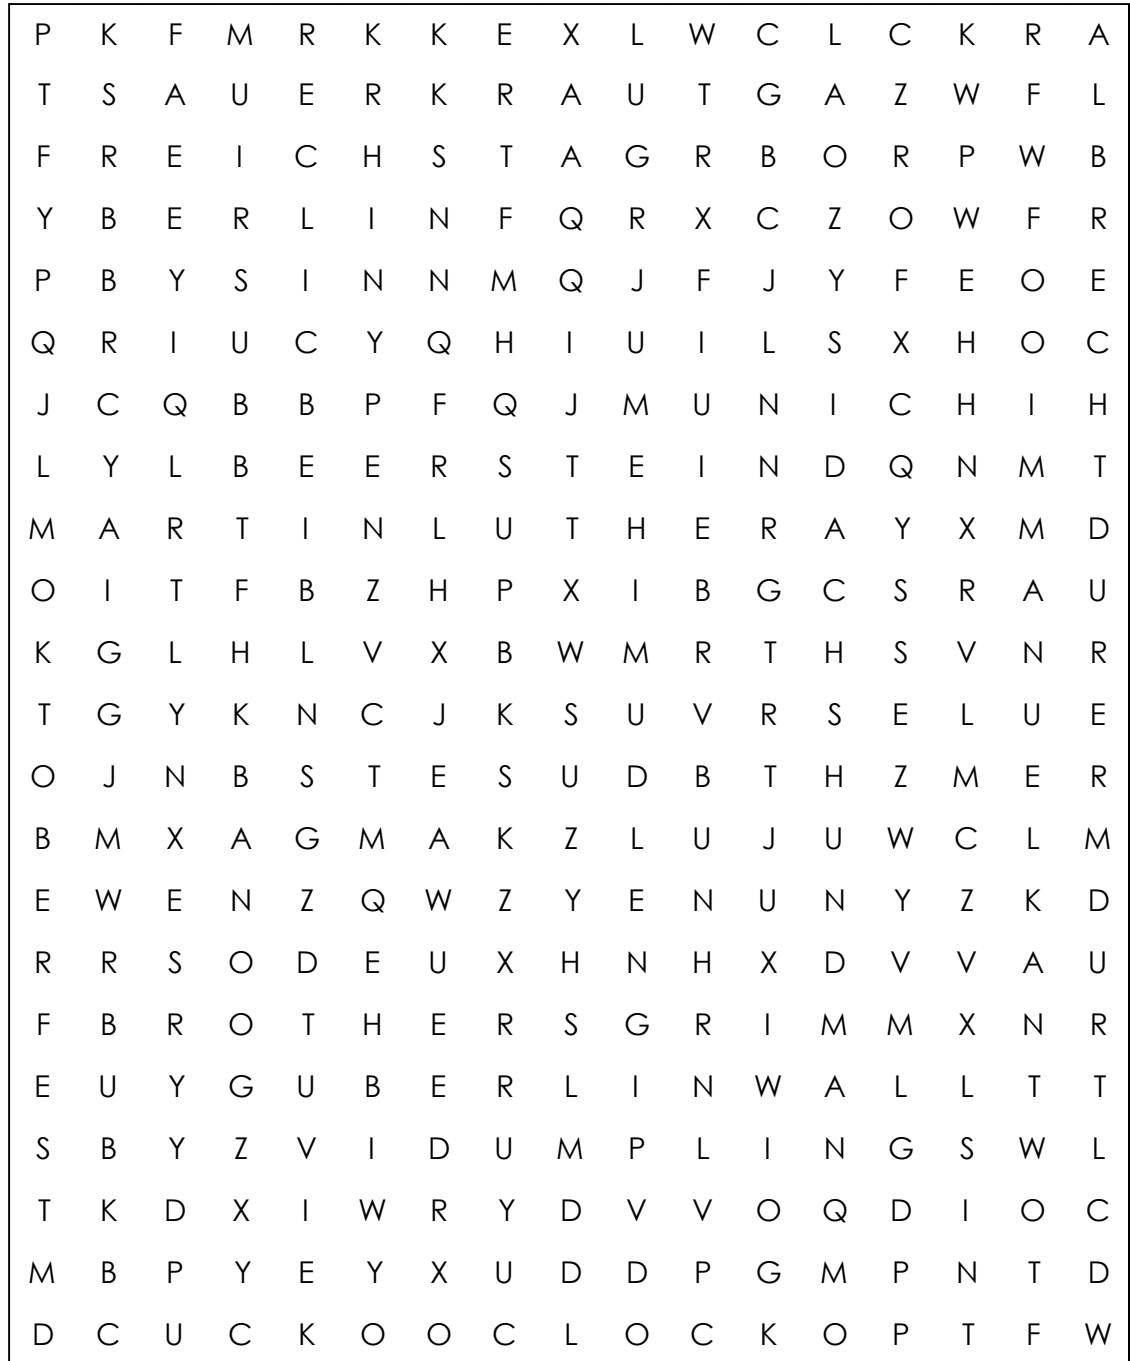 P K F M R K K E X L W C L C K R A
T S A U E R K R A U T G A Z W F L
F R E I C H S T A G R B O R P W B
Y B E R L I N F Q R X C Z O W F R
P B Y S I N N M Q J F J Y F E O E
Q R I U C Y Q H I U I L S X H O C
J C Q B B P F Q J M U N I C H I H
L Y L B E E R S T E I N D Q N M T
M A R T I N L U T H E R A Y X M D
O I T F B Z H P X I B G C S R A U
K G L H L V X B W M R T H S V N R
T G Y K N C J K S U V R S E L U E
O J N B S T E S U D B T H Z M E R
B M X A G M A K Z L U J U W C L M
E W E N Z Q W Z Y E N U N Y Z K D
R R S O D E U X H N H X D V V A U
F B R O T H E R S G R I M M X N R
E U Y G U B E R L I N W A L L T T
S B Y Z V I D U M P L I N G S W L
T K D X I W R Y D V V O Q D I O C
M B P Y E Y X U D D P G M P N T D
D C U C K O O C L O C K O P T F W